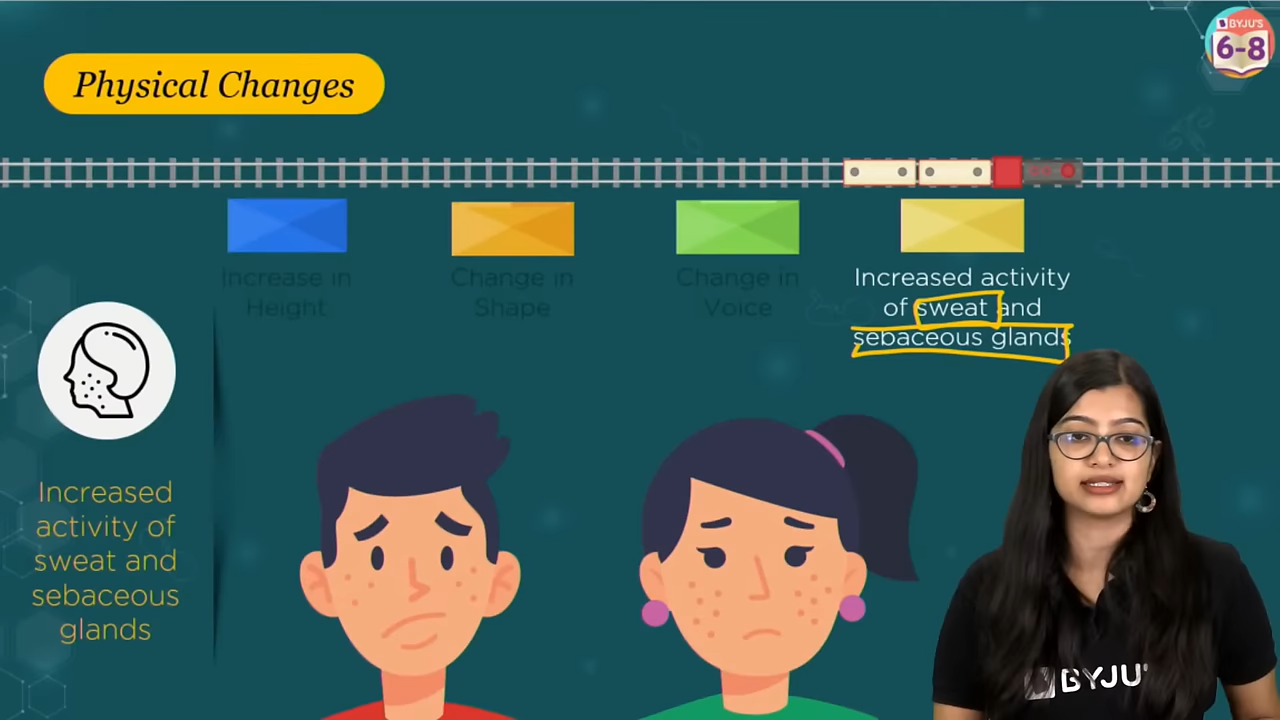 BYJU'S
6-8
Physical Changes
Increase in
Height
Change in
Shape
Change in
Voice
Increased activity
of sweat and
sebaceous glands
Increased
activity of
sweat and
sebaceous
glands
BYJU'